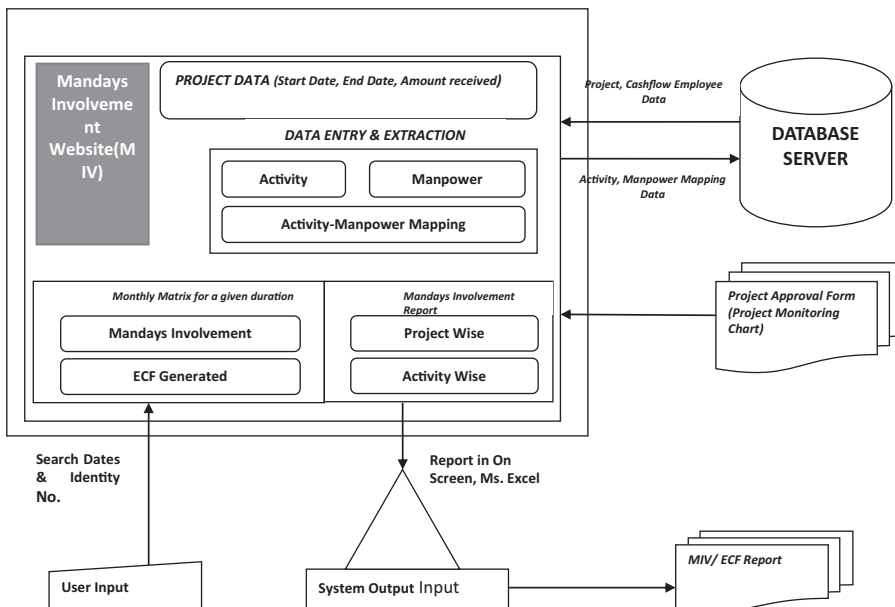 Mandays
Involveme
nt
Website(M
IV)
PROJECT DATA (Start Date, End Date, Amount received)
DATA ENTRY & EXTRACTION
Activity
Manpower
Activity-Manpower Mapping
Project, Cashflow Employee
Data
Activity, Manpower Mapping
Data
DATABASE
SERVER
Monthly Matrix for a given duration
Mandays Involvement
ECF Generated
Mandays Involvement
Report
Project Wise
Activity Wise
Project Approval Form
(Project Monitoring
Chart)
Search Dates
& Identity
No.
Report in On
Screen, Ms. Excel
User Input
System Output Input
MIV/ ECF Report